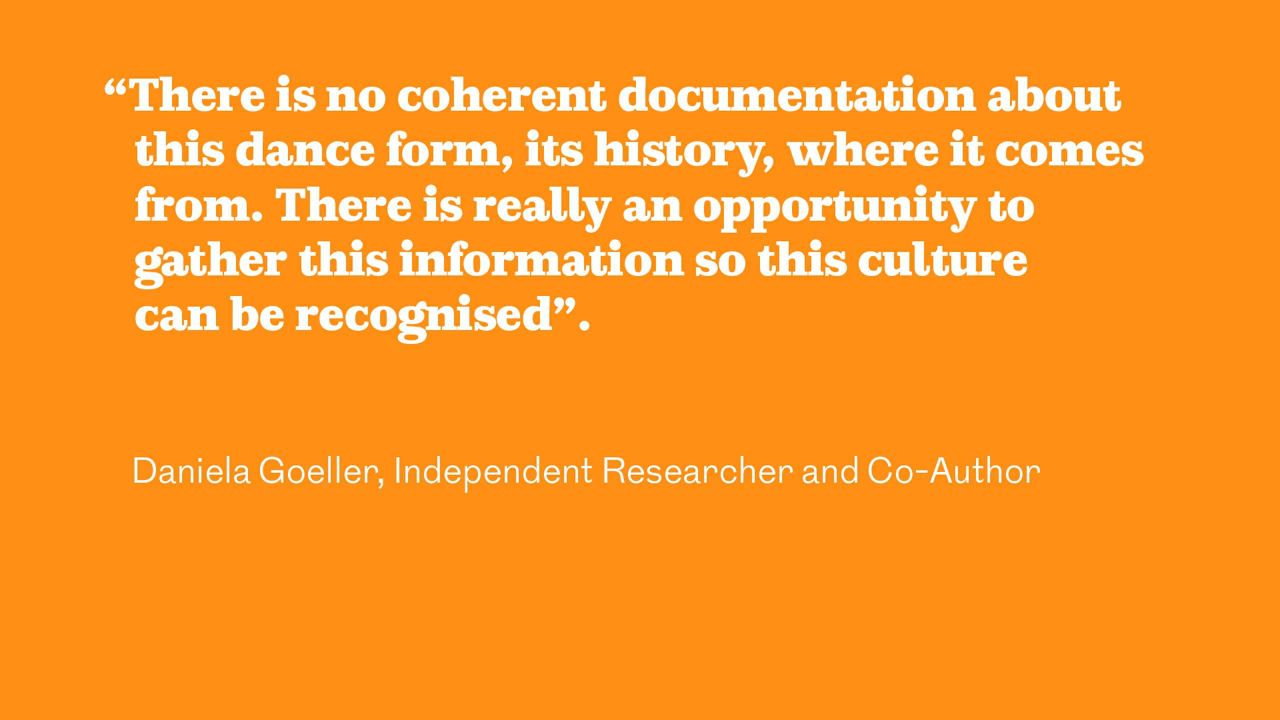 “There is no coherent documentation about
this dance form, its history, where it comes
from. There is really an opportunity to
gather this information so this culture
can be recognised”.
Daniela Goeller, Independent Researcher and Co-Author